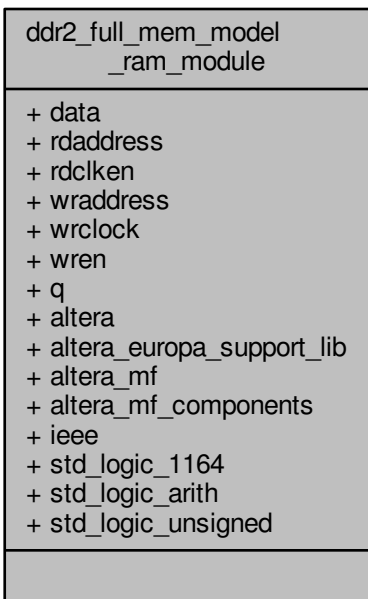 ddr2_full_mem_model
_ram_module
+ data
+ rdaddress
+ rdclken
+ wraddress
+ wrclock
+ wren
+ q
+ altera
+ altera_europa_support_lib
+ altera_mf
+ altera_mf_components
+ ieee
+ std_logic_1164
+ std_logic_arith
+ std_logic_unsigned